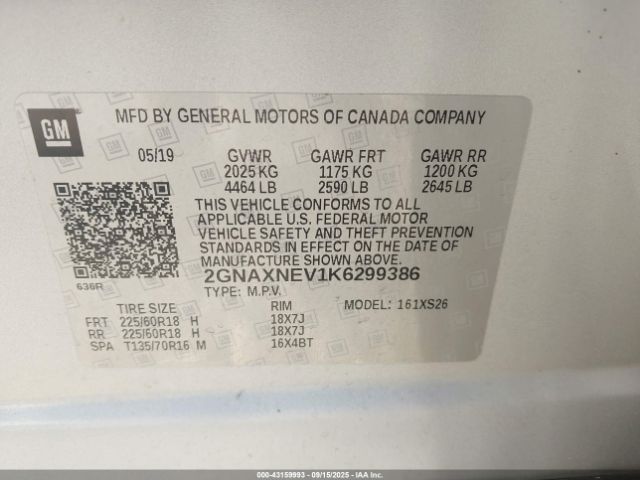 GM
MFD BY GENERAL MOTORS OF CANADA COMPANY
05/19 GVWR GAWR FRT GAWR RR
2025 KG 1175 KG 1200 KG
4464 LB 2590 LB 2645 LB
THIS VEHICLE CONFORMS TO ALL
APPLICABLE U.S. FEDERAL MOTOR
VEHICLE SAFETY AND THEFT PREVENTION
STANDARDS IN EFFECT ON THE DATE OF
MANUFACTURE SHOWN ABOVE.
2GNAXNEV1K6299386
636R
TYPE: M.P.V.
TIRE SIZE RIM MODEL: 161XS26
FRT 225/60R18 H 18X7J
RR 225/60R18 H 18X7J
SPA T135/70R16 M 16X4BT
000-43159993 - 09/15/2025 - IAAI.com